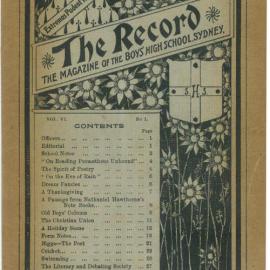 The Record
THE MAGAZINE OF THE BOYS HIGH SCHOOL, SYDNEY.
S. H. S.
VOL. VI. No 1.
CONTENTS
Page
Officers
Editorial
School Notes
"On Reading Prometheus Unbound"
The Spirit of Poetry
"On the Eve of Rain"
Dream Fancies
A Thanksgiving
A Passage from Nathaniel Hawthorne's
Note Books
Old Boys' Column
The Christian Union
A Holiday Scene
Form Notes
Riggs—The Poet
Cricket
Swimming
The Literary and Debating Society